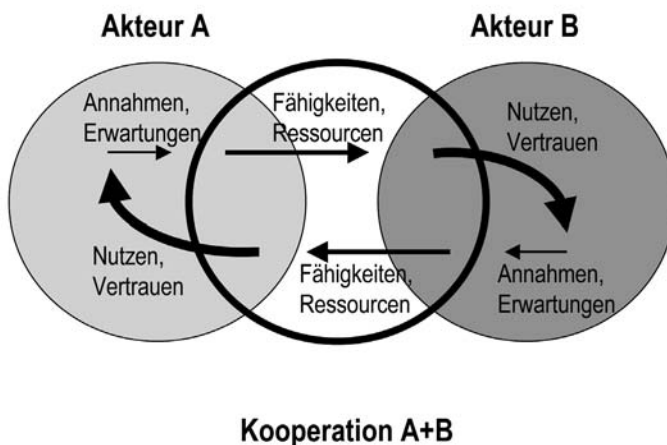 Akteur A
Akteur B
Annahmen,
Erwartungen
Fähigkeiten,
Ressourcen
Nutzen,
Vertrauen
Nutzen,
Vertrauen
Fähigkeiten,
Ressourcen
Annahmen,
Erwartungen
Kooperation A+B